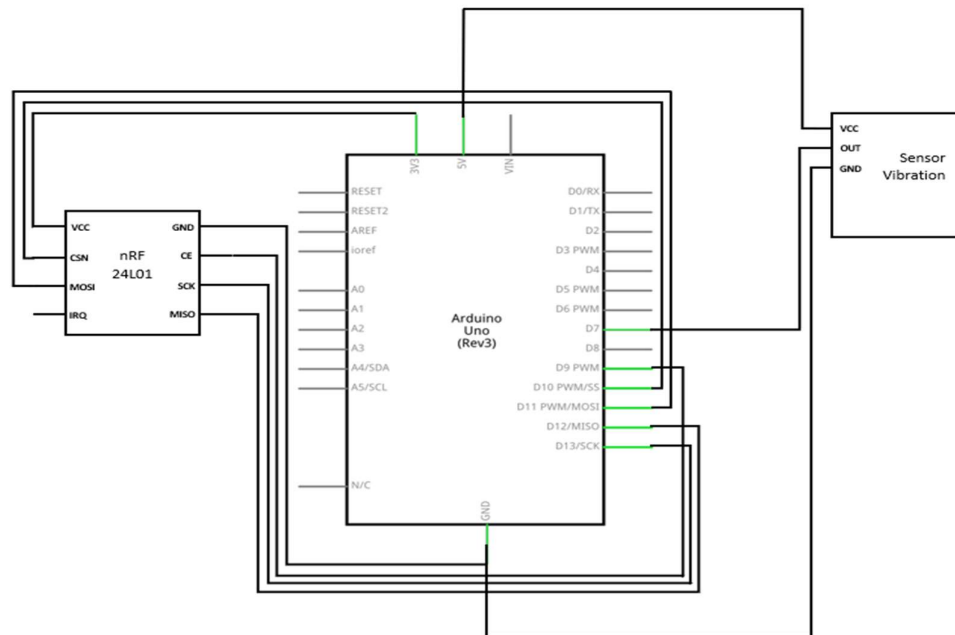 3V3
5V
VIN
VCC
OUT
GND
Sensor
Vibration
RESET
RESET2
AREF
ioref
A0
A1
A2
A3
A4/SDA
A5/SCL
N/C
D0/RX
D1/TX
D2
D3 PWM
D4
D5 PWM
D6 PWM
D7
D8
D9 PWM
D10 PWM/SS
D11 PWM/MOSI
D12/MISO
D13/SCK
Arduino
Uno
(Rev3)
GND
VCC
CSN
MOSI
IRQ
nRF
24L01
GND
CE
SCK
MISO